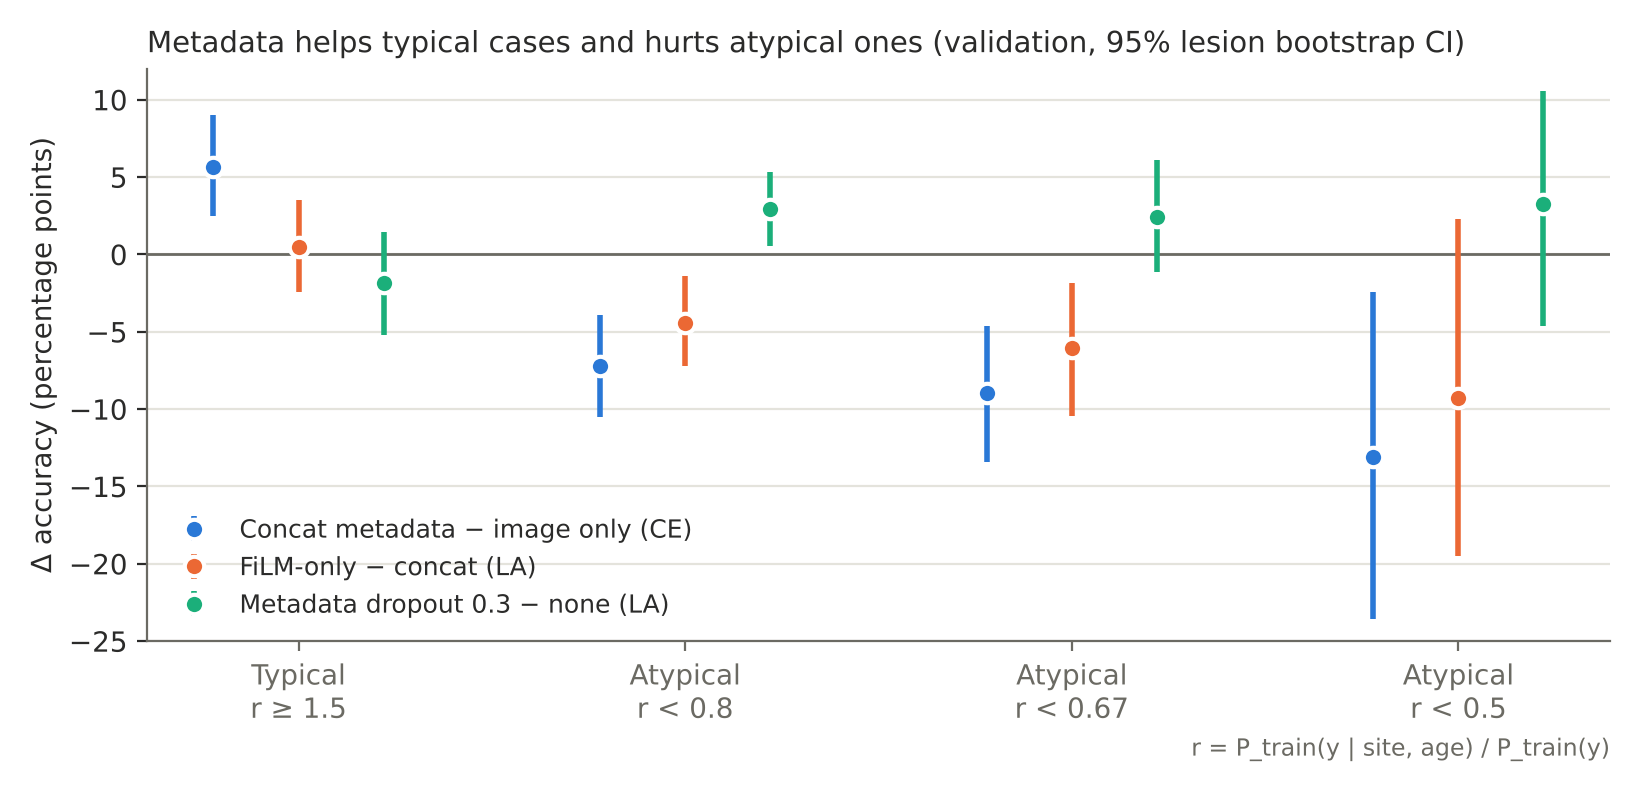 Metadata helps typical cases and hurts atypical ones (validation, 95% lesion bootstrap CI)
Δ accuracy (percentage points)
10
5
0
−5
−10
−15
−20
−25
Concat metadata − image only (CE)
FiLM-only − concat (LA)
Metadata dropout 0.3 − none (LA)
Typical
r ≥ 1.5
Atypical
r < 0.8
Atypical
r < 0.67
Atypical
r < 0.5
r = P_train(y | site, age) / P_train(y)